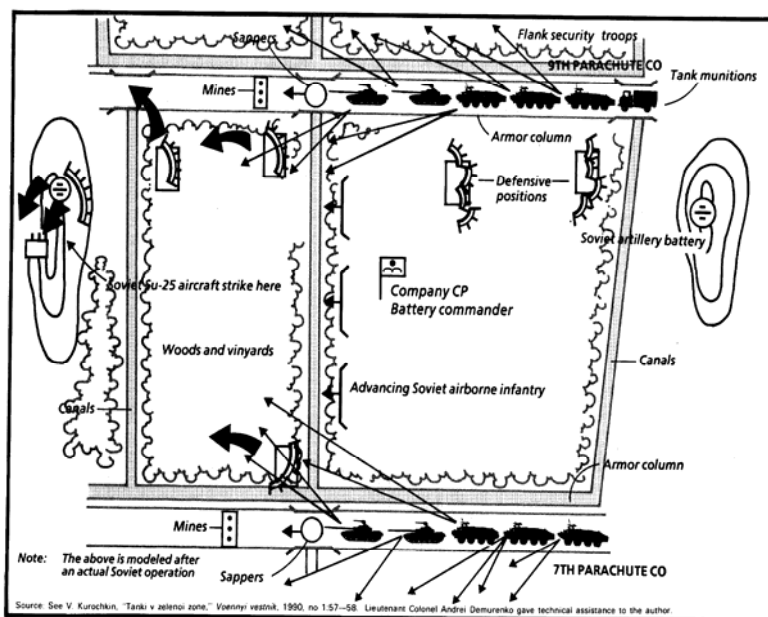 Sappers
Flank security troops
9TH PARACHUTE CO
Mines
Tank munitions
Armor column
Defensive
positions
Soviet artillery battery
Soviet Su-25 aircraft strike here
Company CP
Battery commander
Woods and vinyards
Canals
Advancing Soviet airborne infantry
Canals
Armor column
Mines
Sappers
7TH PARACHUTE CO
Note: The above is modeled after
an actual Soviet operation
Source: See V. Kurochkin, "Tanki v zelenoi zone," Voennyi vestnik, 1990, no 1:57—58. Lieutenant Colonel Andrei Demurenko gave technical assistance to the author.